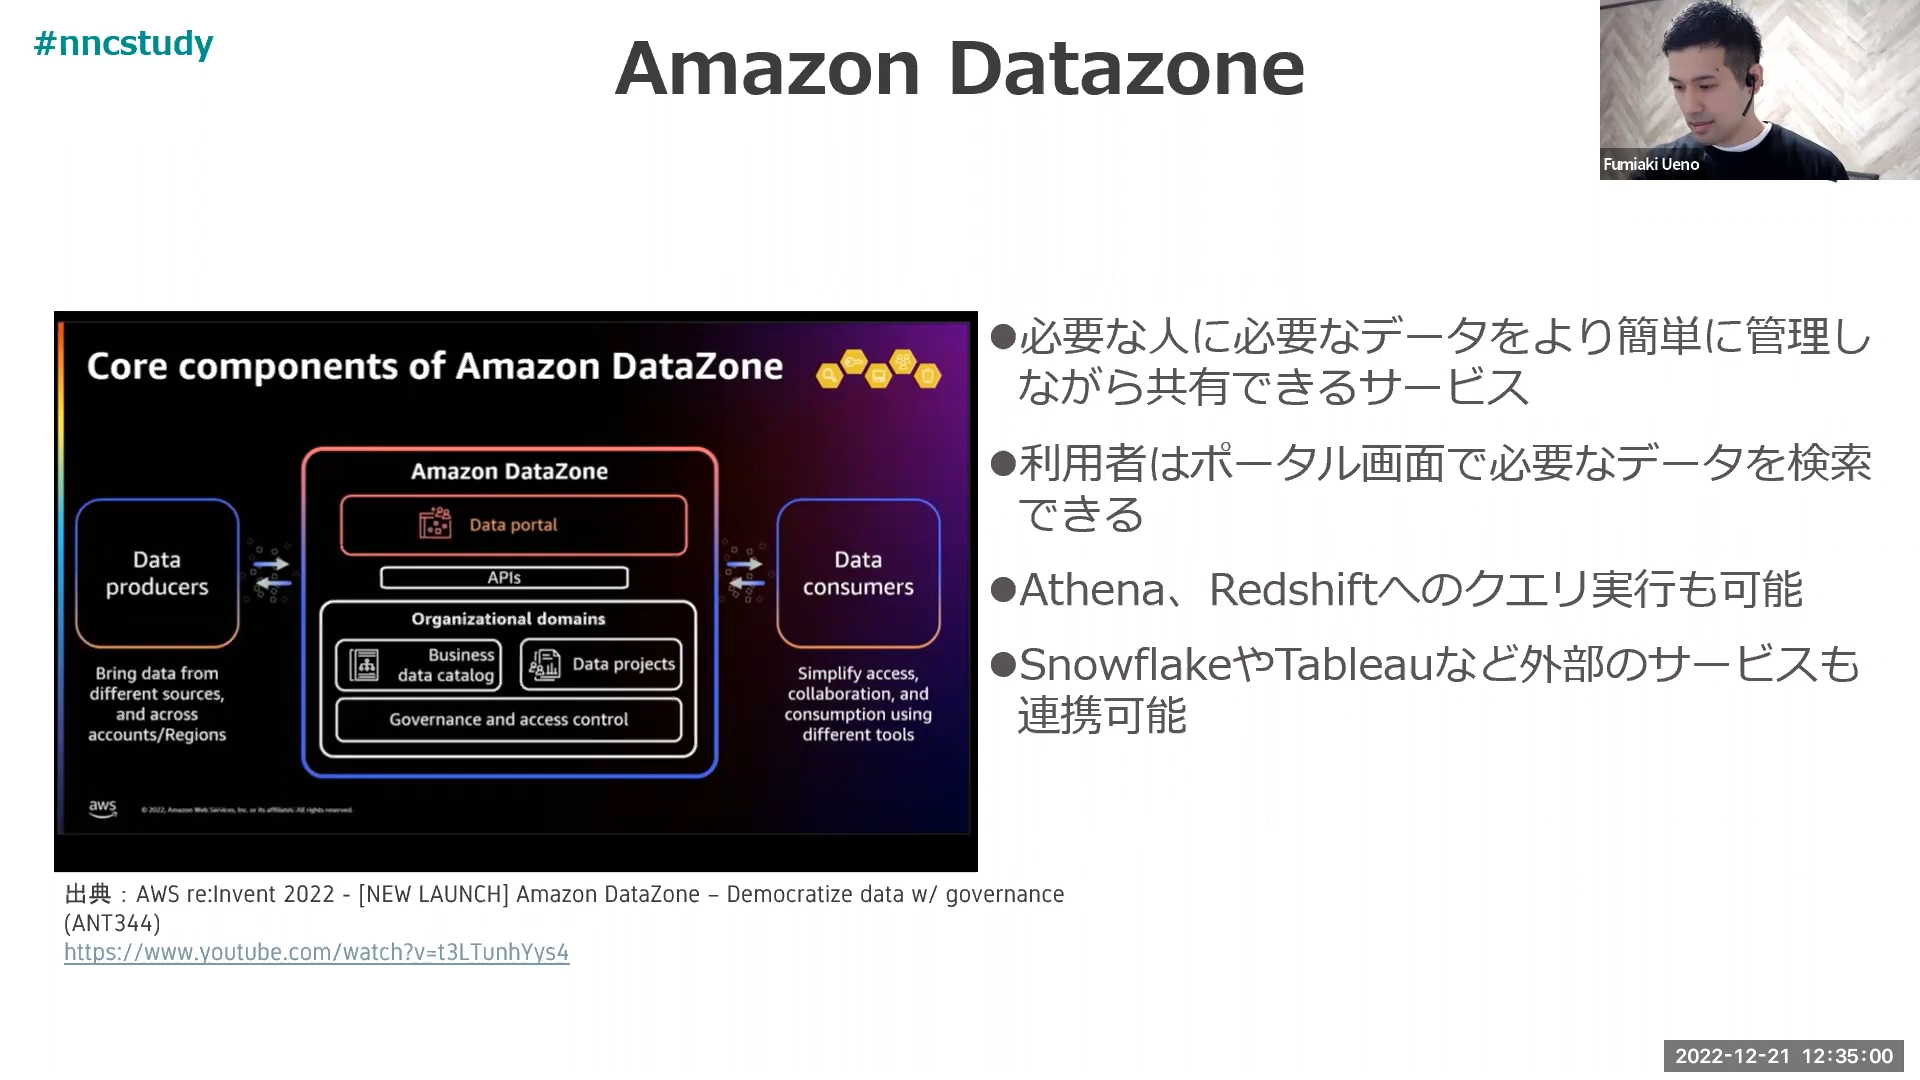 #nncstudy
Amazon Datazone
Fumiaki Ueno
Core components of Amazon DataZone
Amazon DataZone
Data portal
APIs
Organizational domains
Business
data catalog
Data projects
Governance and access control
Data
producers
Bring data from
different sources,
and across
accounts/Regions
Data
consumers
Simplify access,
collaboration, and
consumption using
different tools
aws
© 2022, Amazon Web Services, Inc. or its affiliates. All rights reserved.
●必要な人に必要なデータをより簡単に管理し
ながら共有できるサービス
●利用者はポータル画面で必要なデータを検索
できる
●Athena、Redshiftへのクエリ実行も可能
●SnowflakeやTableauなど外部のサービスも
連携可能
出典：AWS re:Invent 2022 - [NEW LAUNCH] Amazon DataZone – Democratize data w/ governance
(ANT344)
https://www.youtube.com/watch?v=t3LTunhYys4
2022-12-21 12:35:00